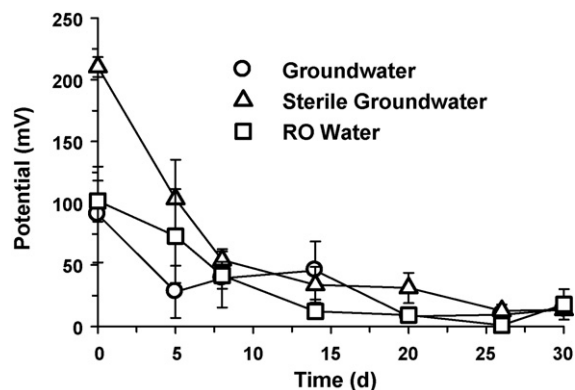 250
200
150
100
50
0
Potential (mV)
Groundwater
Sterile Groundwater
RO Water
0 5 10 15 20 25 30
Time (d)